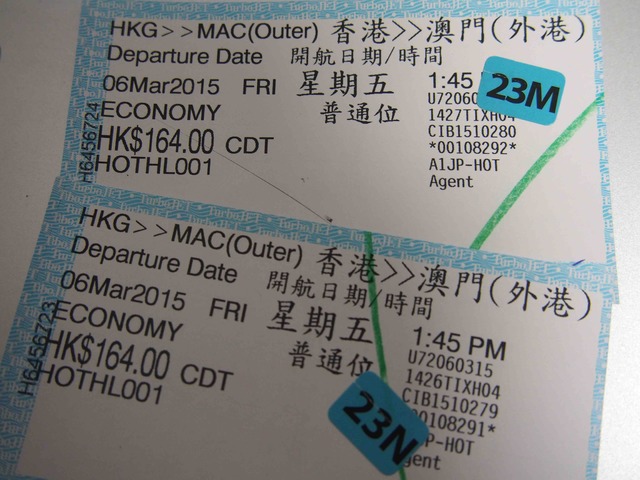 HKG>>MAC(Outer) 香港>>澳門(外港)
Departure Date 開航日期/時間
06Mar2015 FRI 星期五 1:45
ECONOMY 普通位
HK$164.00 CDT
HOTHL001
H6456724
23M
U72060
1427TIXH04
CIB1510280
*00108292*
A1JP-HOT
Agent
HKG>>MAC(Outer) 香港>>澳門(外港)
Departure Date 開航日期/時間
06Mar2015 FRI 星期五 1:45 PM
ECONOMY 普通位
HK$164.00 CDT
HOTHL001
H6456723
U72060315
1426TIXH04
CIB1510279
00108291*
P-HOT
gent
23N
TurboJET